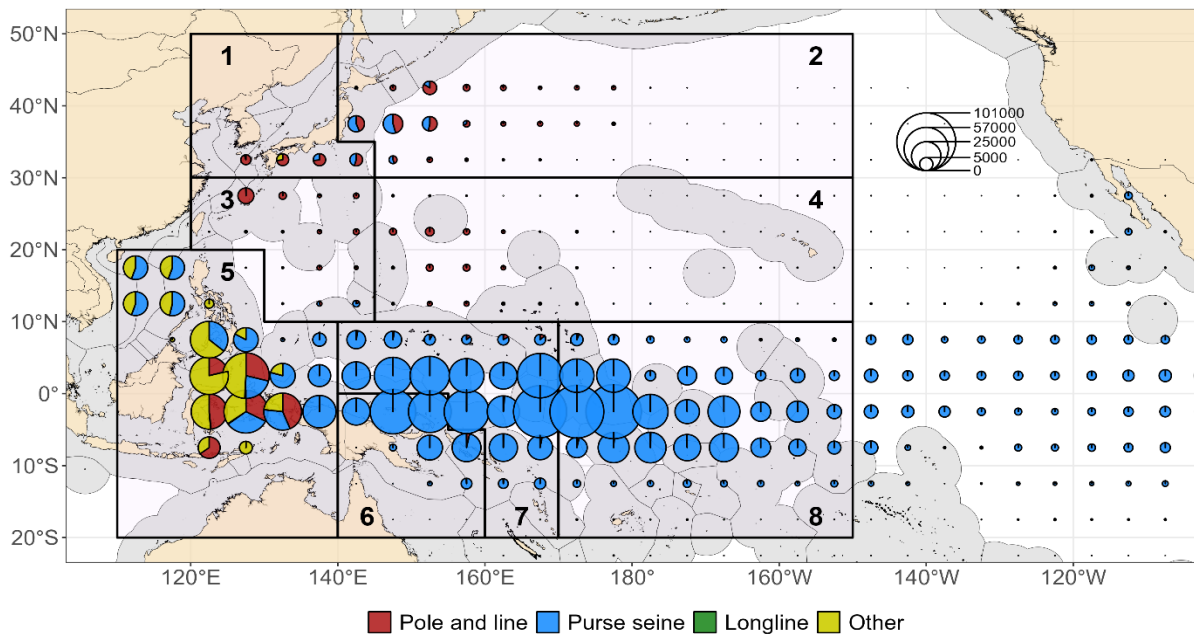 50°N
40°N
30°N
20°N
10°N
0°
10°S
20°S
1
2
3
4
5
6
7
8
101000
57000
25000
5000
0
120°E
140°E
160°E
180°
160°W
140°W
120°W
Pole and line
Purse seine
Longline
Other